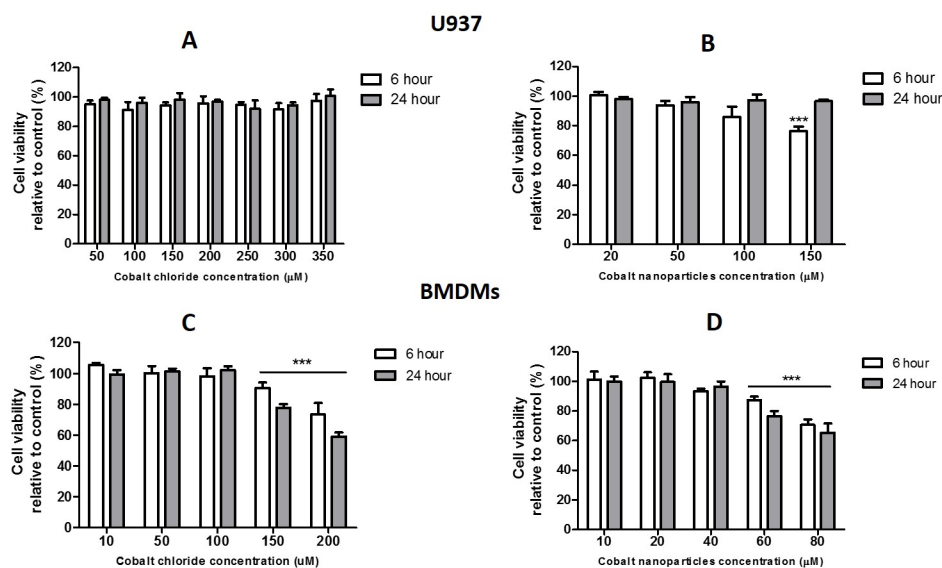 U937
A
120
100
80
60
40
20
0
Cell viability
relative to control (%)
50 100 150 200 250 300 350
Cobalt chloride concentration (μM)
6 hour
24 hour
B
120
100
80
60
40
20
0
Cell viability
relative to control (%)
***
20 50 100 150
Cobalt nanoparticles concentration (μM)
6 hour
24 hour
BMDMs
C
120
100
80
60
40
20
0
Cell viability
relative to control (%)
***
10 50 100 150 200
Cobalt chloride concentration (uM)
6 hour
24 hour
D
120
100
80
60
40
20
0
Cell viability
relative to control (%)
***
10 20 40 60 80
Cobalt nanoparticles concentration (μM)
6 hour
24 hour